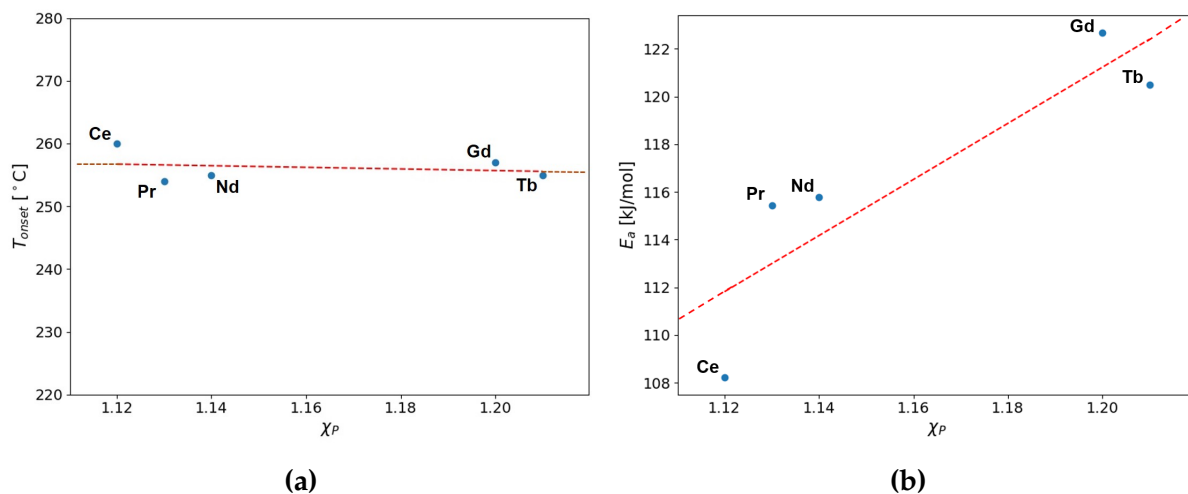 280
270
260
250
240
230
220
T_onset [°C]
Ce
Pr
Nd
Gd
Tb
1.12 1.14 1.16 1.18 1.20
χ_P
(a)
122
120
118
116
114
112
110
108
E_a [kJ/mol]
Gd
Tb
Pr
Nd
Ce
1.12 1.14 1.16 1.18 1.20
χ_P
(b)